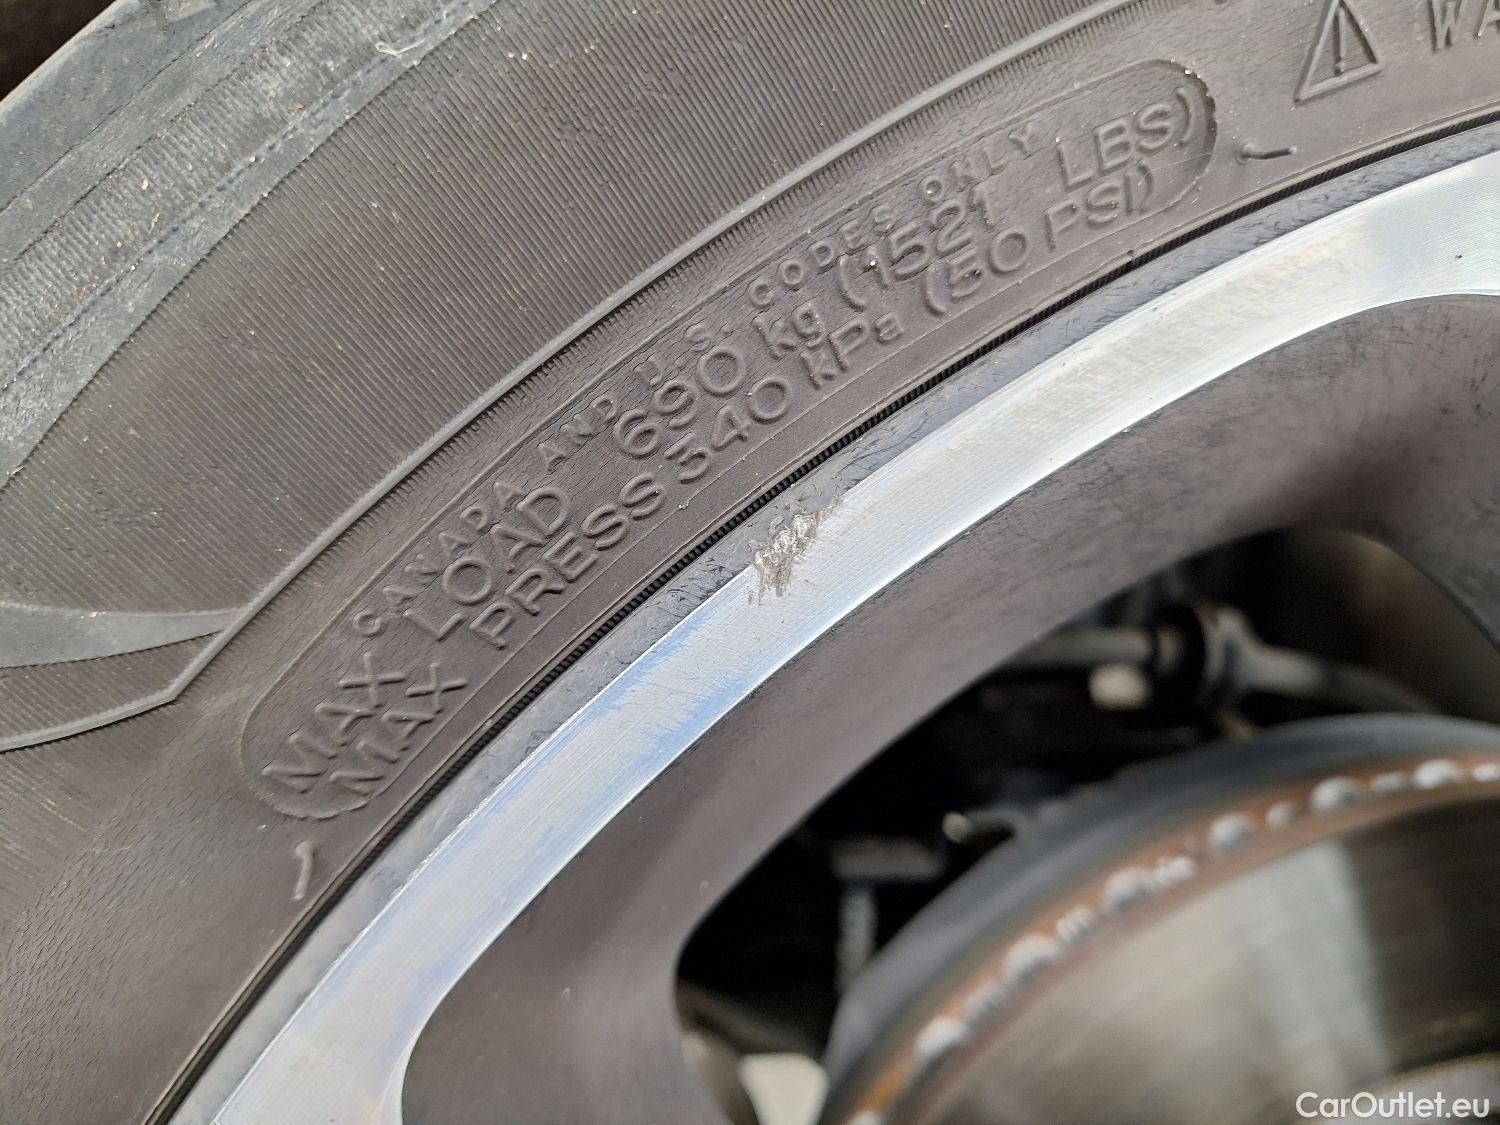 CANADA AND U.S. CODES ONLY
MAX LOAD 690 kg (1521 LBS)
MAX PRESS 340 kPa (50 PSI)
CarOutlet.eu